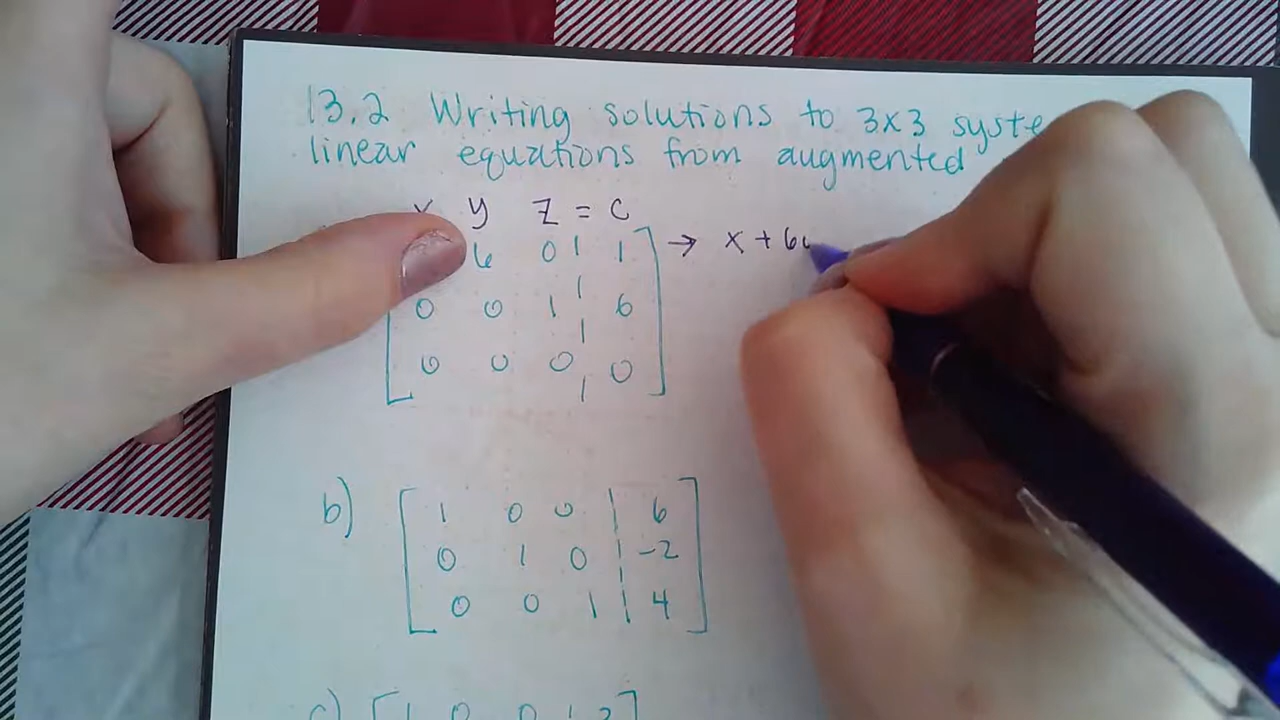 13.2 Writing solutions to 3x3
linear equations from augmented
y z = c
6 0 | 1 → x + 6
0 0 1 | 6
0 0 0 | 0
b) 1 0 0 | 6
0 1 0 | -2
0 0 1 | 4